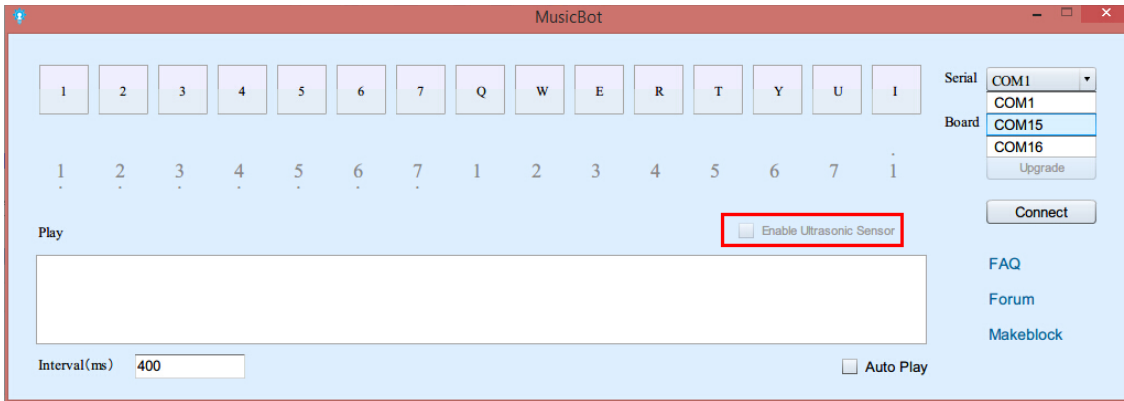 MusicBot
1 2 3 4 5 6 7 Q W E R T Y U I
Serial COM1
COM1
Board COM15
COM16
Upgrade
1 2 3 4 5 6 7 1 2 3 4 5 6 7 1
Connect
Play
Enable Ultrasonic Sensor
FAQ
Forum
Makeblock
Interval(ms) 400
Auto Play